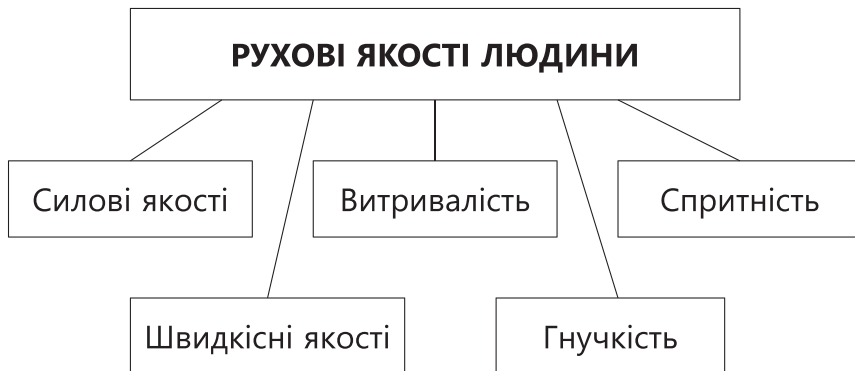 РУХОВІ ЯКОСТІ ЛЮДИНИ
Силові якості
Витривалість
Спритність
Швидкісні якості
Гнучкість